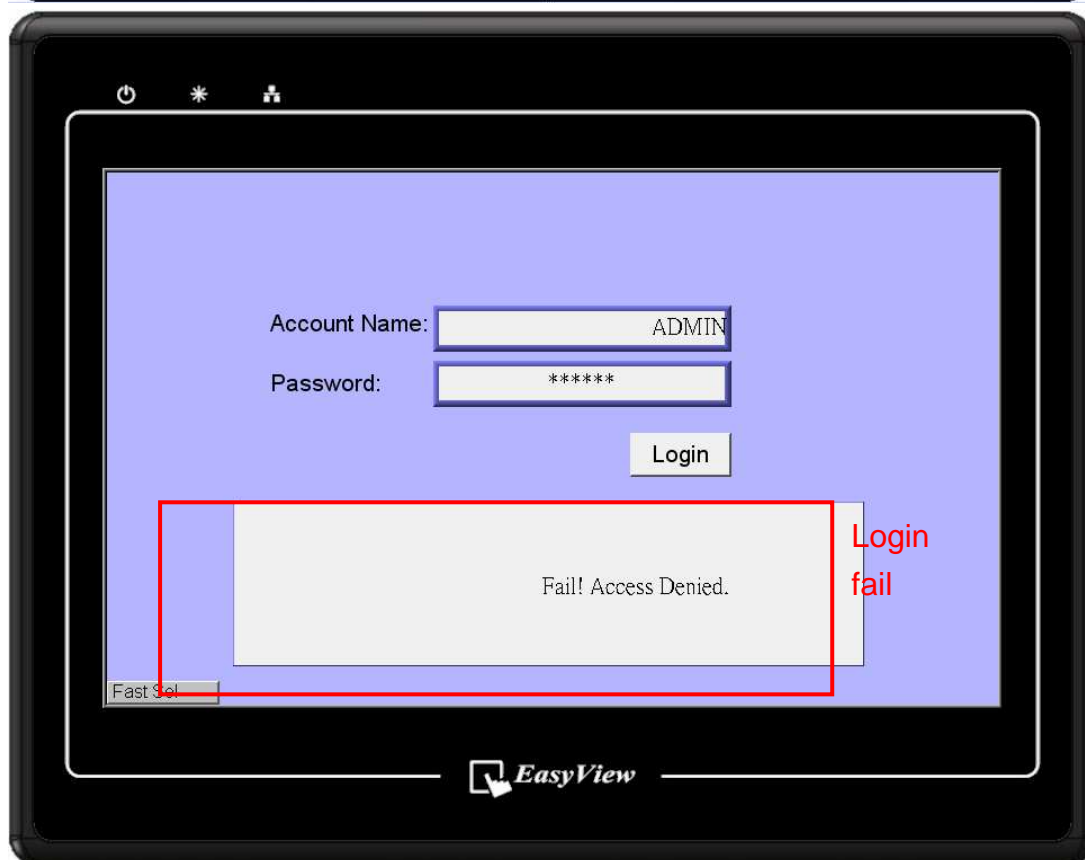 Account Name:
ADMIN
Password:
******
Login
Fail! Access Denied.
Login
fail
Fast Sel
EasyView